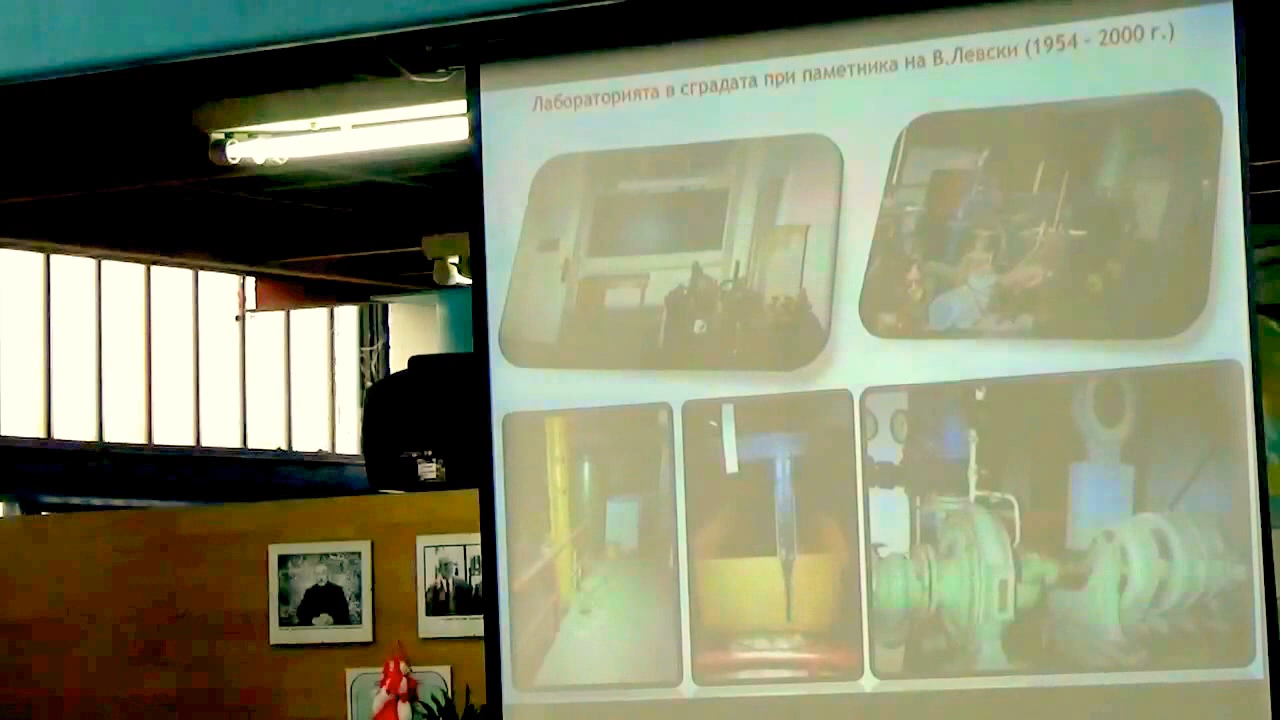 Лабораторията в сградата при паметника на В.Левски (1954 - 2000 г.)